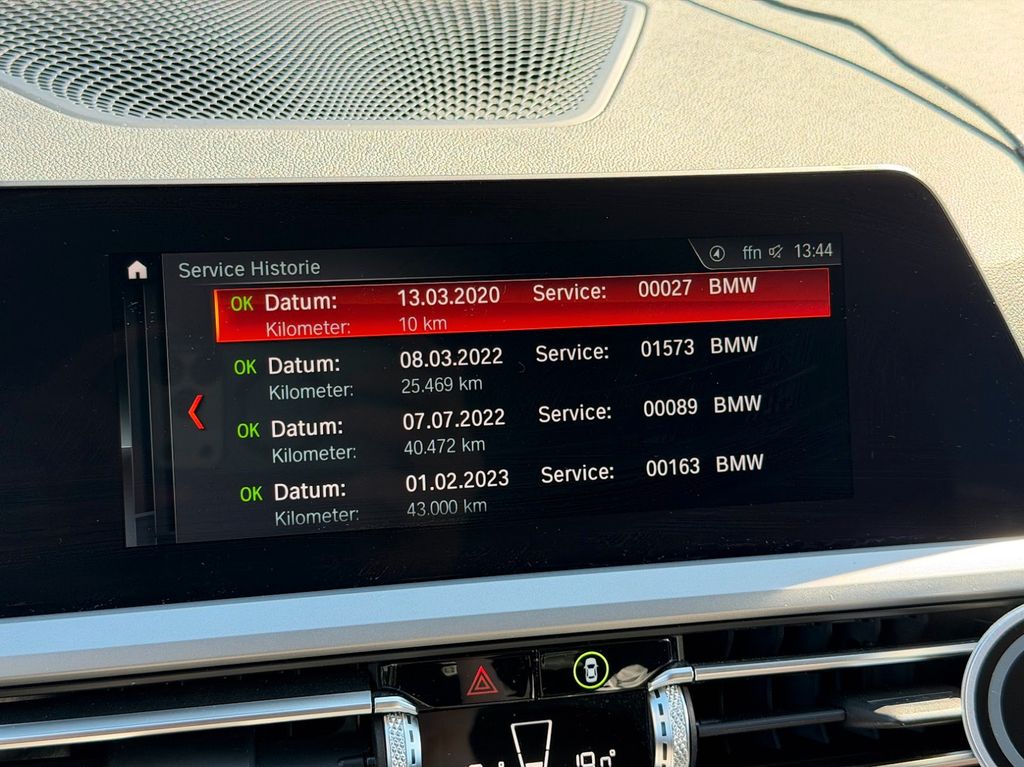 ffn 13:44
Service Historie
OK Datum: 13.03.2020 Service: 00027 BMW
Kilometer: 10 km
OK Datum: 08.03.2022 Service: 01573 BMW
Kilometer: 25.469 km
OK Datum: 07.07.2022 Service: 00089 BMW
Kilometer: 40.472 km
OK Datum: 01.02.2023 Service: 00163 BMW
Kilometer: 43.000 km